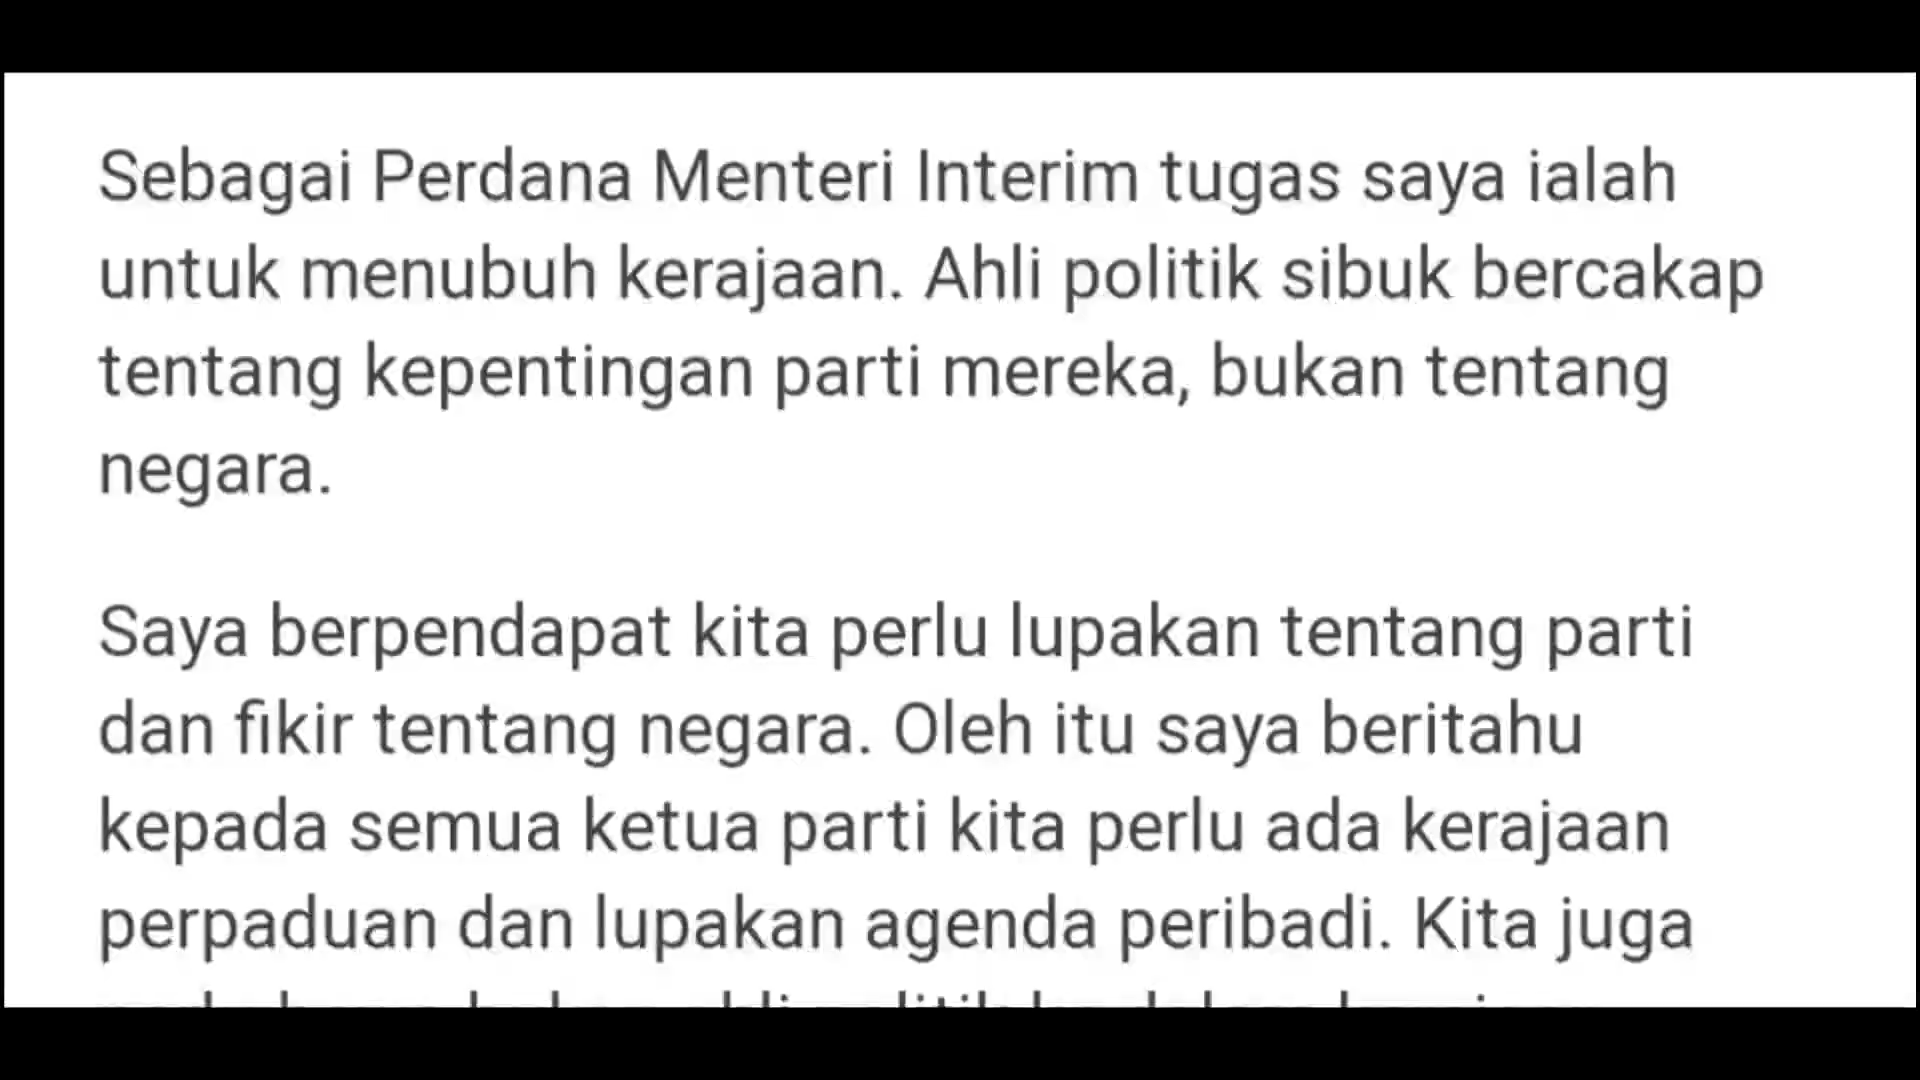 Sebagai Perdana Menteri Interim tugas saya ialah
untuk menubuh kerajaan. Ahli politik sibuk bercakap
tentang kepentingan parti mereka, bukan tentang
negara.
Saya berpendapat kita perlu lupakan tentang parti
dan fikir tentang negara. Oleh itu saya beritahu
kepada semua ketua parti kita perlu ada kerajaan
perpaduan dan lupakan agenda peribadi. Kita juga